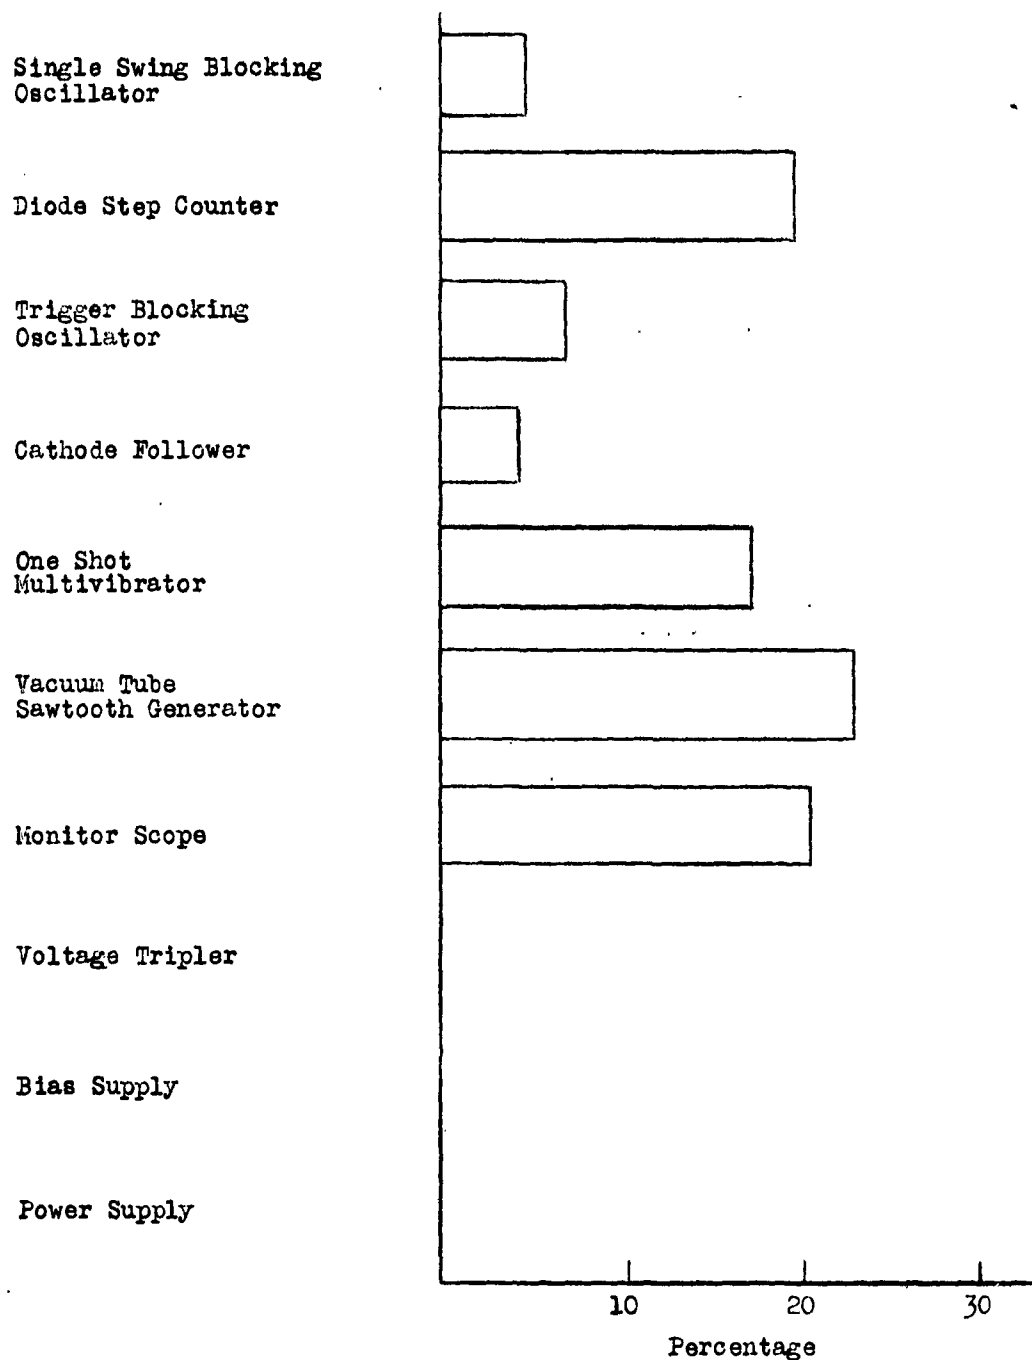 Single Swing Blocking
Oscillator
Diode Step Counter
Trigger Blocking
Oscillator
Cathode Follower
One Shot
Multivibrator
Vacuum Tube
Sawtooth Generator
Monitor Scope
Voltage Tripler
Bias Supply
Power Supply
10 20 30
Percentage